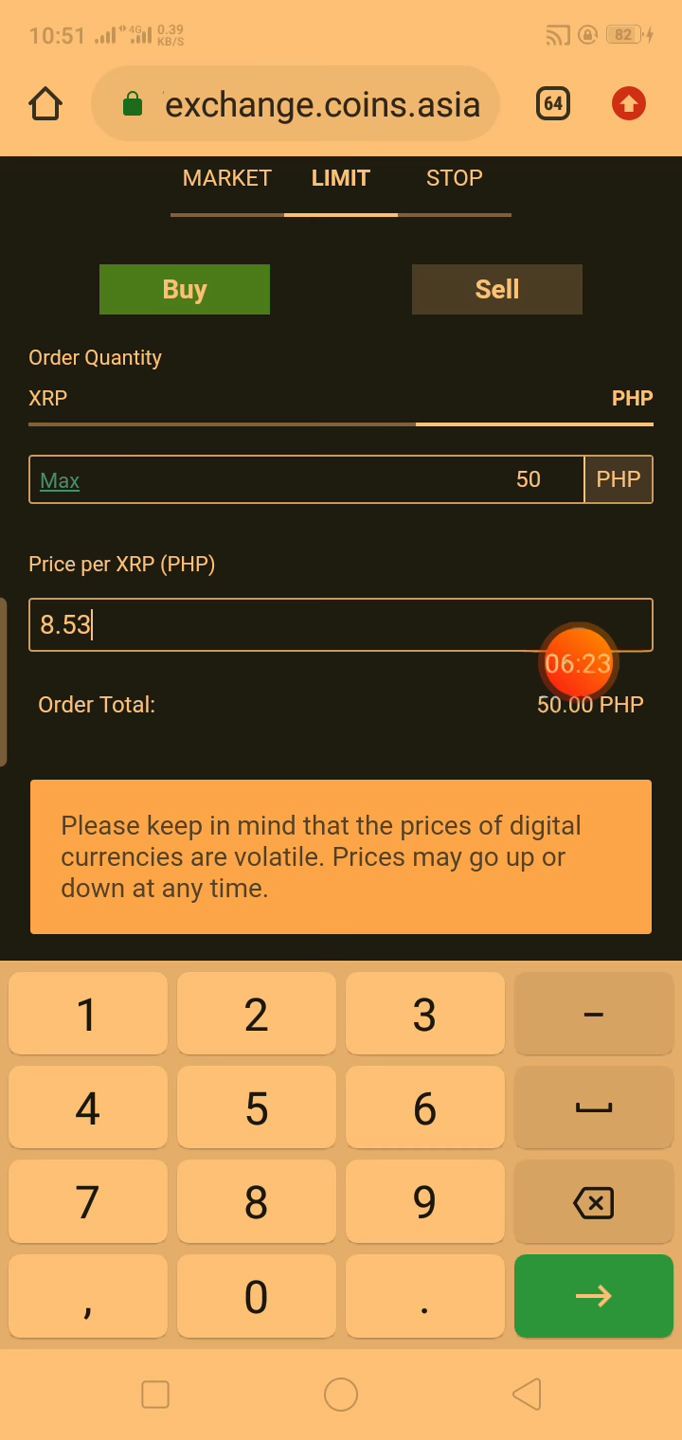 10:51 4G 0.39 KB/S 82
exchange.coins.asia 64
MARKET LIMIT STOP
Buy Sell
Order Quantity
XRP PHP
Max 50 PHP
Price per XRP (PHP)
8.53
06:23
Order Total: 50.00 PHP
Please keep in mind that the prices of digital
currencies are volatile. Prices may go up or
down at any time.
1 2 3 –
4 5 6
7 8 9
, 0 .